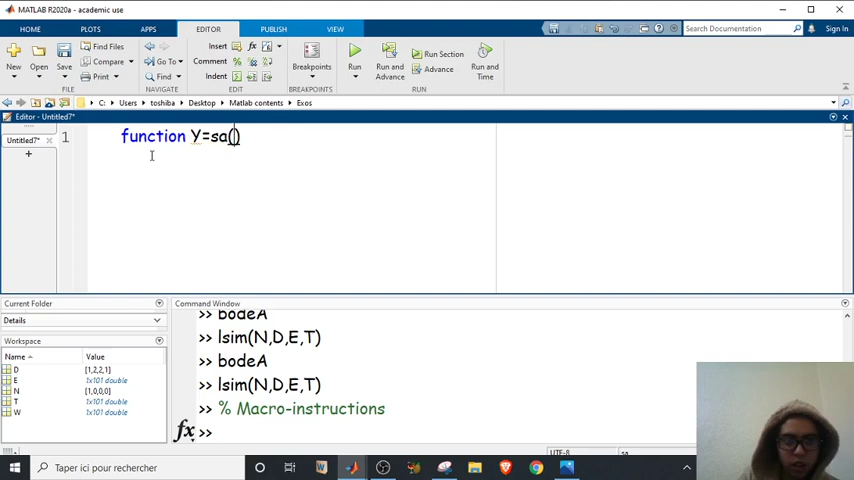 MATLAB R2020a - academic use
HOME PLOTS APPS EDITOR PUBLISH VIEW Search Documentation Sign In
New Open Save Find Files Compare Print Insert Comment Indent fx Go To Find Breakpoints Run Run and Advance Run Section Advance Run and Time
FILE NAVIGATE EDIT BREAKPOINTS RUN
C: Users toshiba Desktop Matlab contents Exos
Editor - Untitled7*
Untitled7*
1 function Y=sa()
Current Folder
Details
Workspace
Name Value
D [1,2,2,1]
E 1x101 double
N [1,0,0,0]
T 1x101 double
W 1x101 double
Command Window
>> bodeA
>> lsim(N,D,E,T)
>> bodeA
>> lsim(N,D,E,T)
>> % Macro-instructions
fx >>
UTF-8 sa
Taper ici pour rechercher